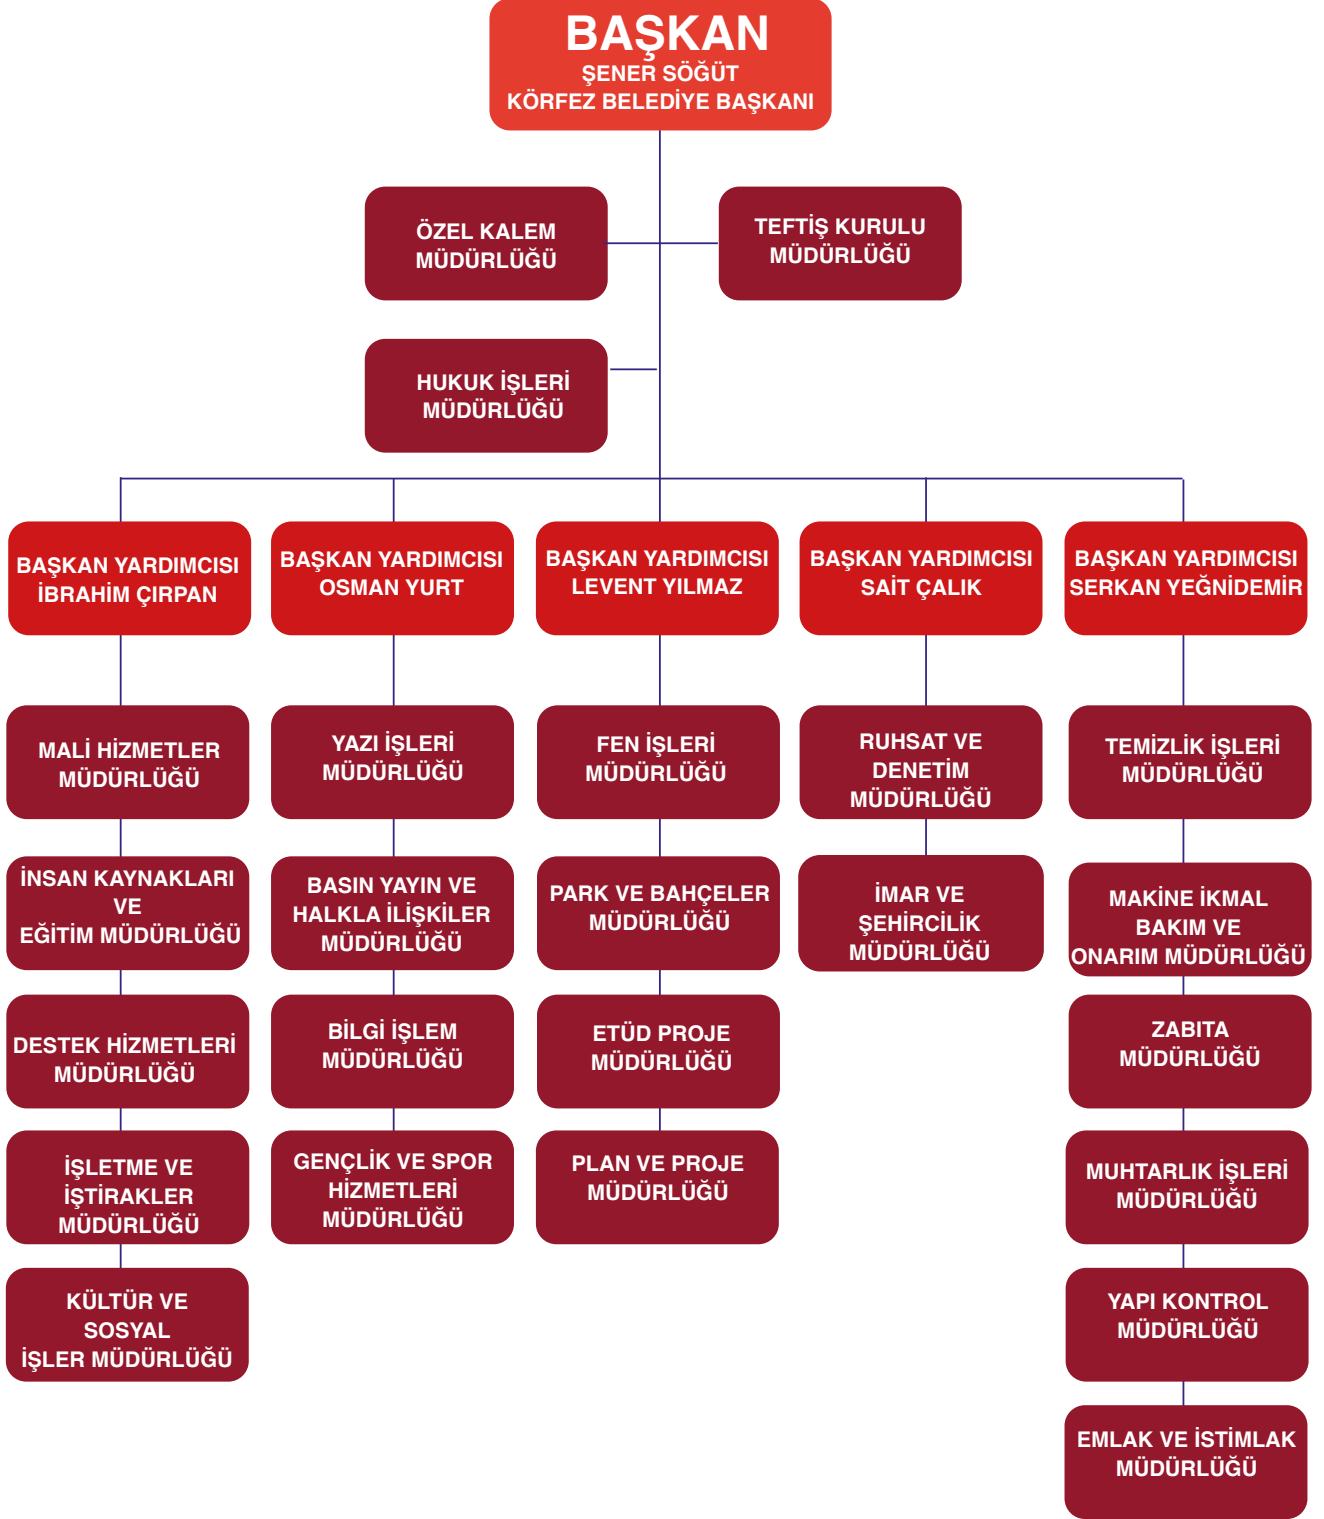 BAŞKAN
ŞENER SÖĞÜT
KÖRFEZ BELEDİYE BAŞKANI
ÖZEL KALEM
MÜDÜRLÜĞÜ
TEFTİŞ KURULU
MÜDÜRLÜĞÜ
HUKUK İŞLERİ
MÜDÜRLÜĞÜ
BAŞKAN YARDIMCISI
İBRAHİM ÇIRPAN
BAŞKAN YARDIMCISI
OSMAN YURT
BAŞKAN YARDIMCISI
LEVENT YILMAZ
BAŞKAN YARDIMCISI
SAİT ÇALIK
BAŞKAN YARDIMCISI
SERKAN YEĞNİDEMİR
MALİ HİZMETLER
MÜDÜRLÜĞÜ
YAZI İŞLERİ
MÜDÜRLÜĞÜ
FEN İŞLERİ
MÜDÜRLÜĞÜ
RUHSAT VE
DENETİM
MÜDÜRLÜĞÜ
TEMİZLİK İŞLERİ
MÜDÜRLÜĞÜ
İNSAN KAYNAKLARI
VE
EĞİTİM MÜDÜRLÜĞÜ
BASIN YAYIN VE
HALKLA İLİŞKİLER
MÜDÜRLÜĞÜ
PARK VE BAHÇELER
MÜDÜRLÜĞÜ
İMAR VE
ŞEHİRCİLİK
MÜDÜRLÜĞÜ
MAKİNE İKMAL
BAKIM VE
ONARIM MÜDÜRLÜĞÜ
DESTEK HİZMETLERİ
MÜDÜRLÜĞÜ
BİLGİ İŞLEM
MÜDÜRLÜĞÜ
ETÜD PROJE
MÜDÜRLÜĞÜ
ZABITA
MÜDÜRLÜĞÜ
İŞLETME VE
İŞTİRAKLER
MÜDÜRLÜĞÜ
GENÇLİK VE SPOR
HİZMETLERİ
MÜDÜRLÜĞÜ
PLAN VE PROJE
MÜDÜRLÜĞÜ
MUHTARLIK İŞLERİ
MÜDÜRLÜĞÜ
KÜLTÜR VE
SOSYAL
İŞLER MÜDÜRLÜĞÜ
YAPI KONTROL
MÜDÜRLÜĞÜ
EMLAK VE İSTİMLAK
MÜDÜRLÜĞÜ